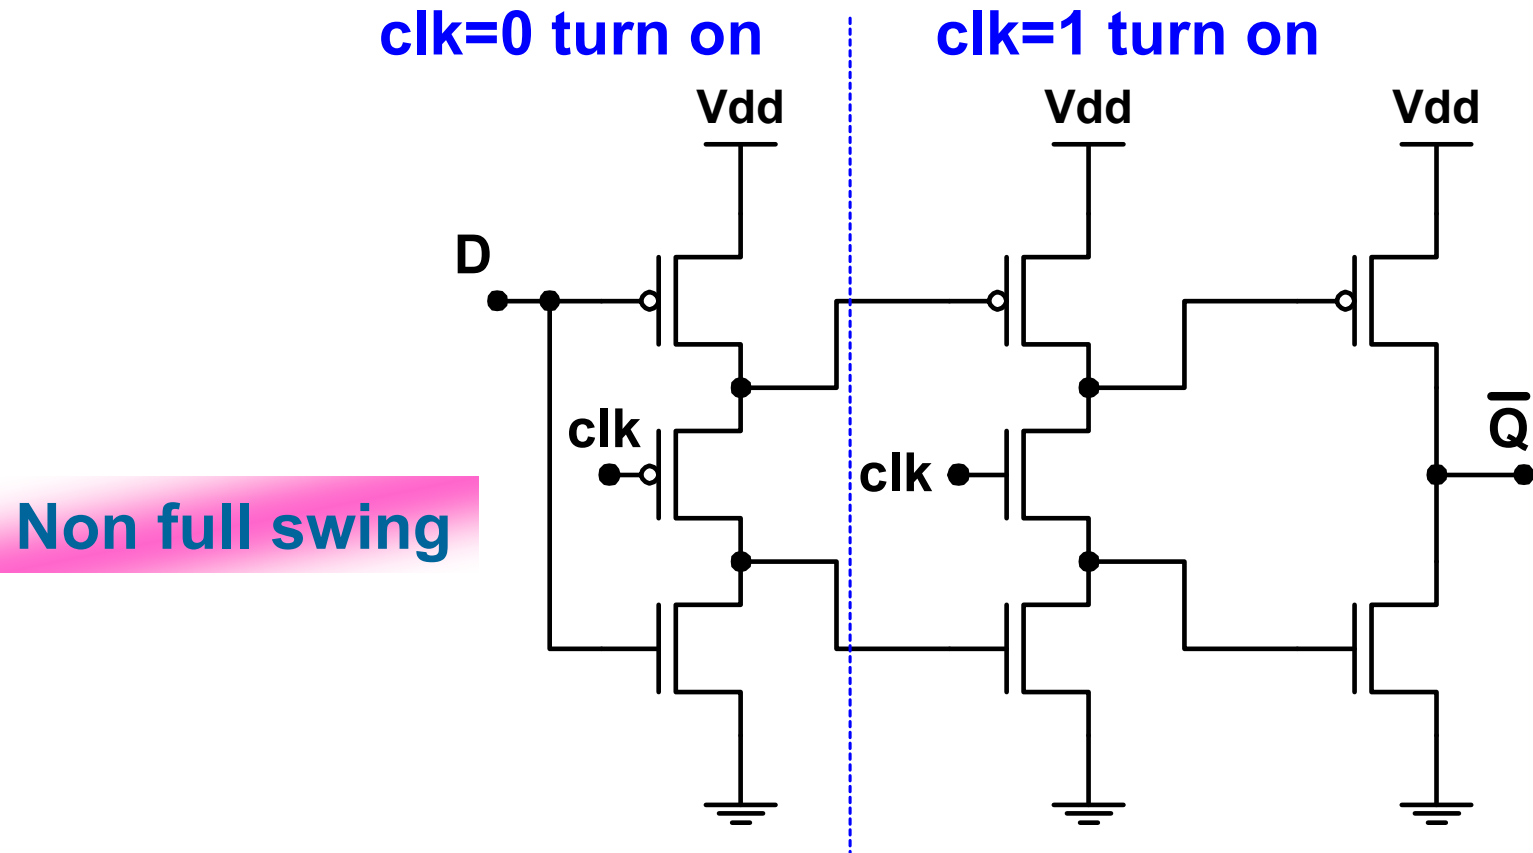 clk=0 turn on
clk=1 turn on
Vdd
Vdd
Vdd
D
clk
clk
Q̅
Non full swing